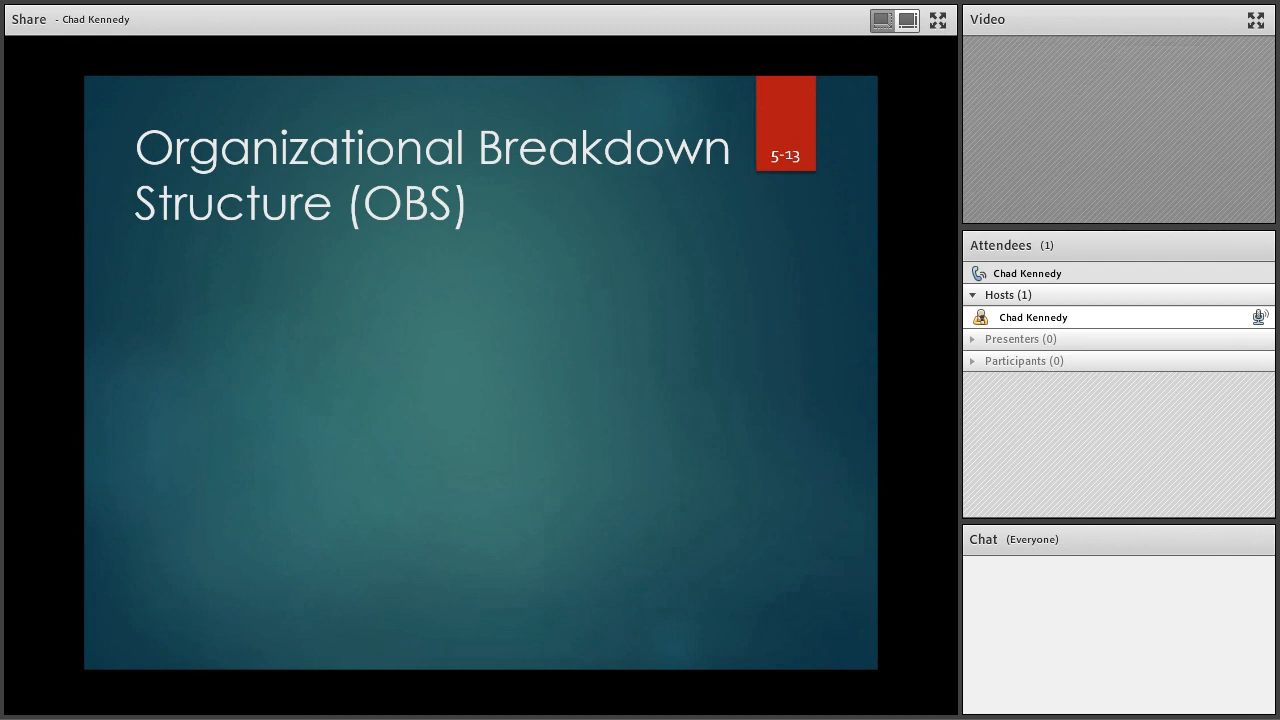 Share - Chad Kennedy
Organizational Breakdown
Structure (OBS)
5-13
Video
Attendees (1)
Chad Kennedy
Hosts (1)
Chad Kennedy
Presenters (0)
Participants (0)
Chat (Everyone)